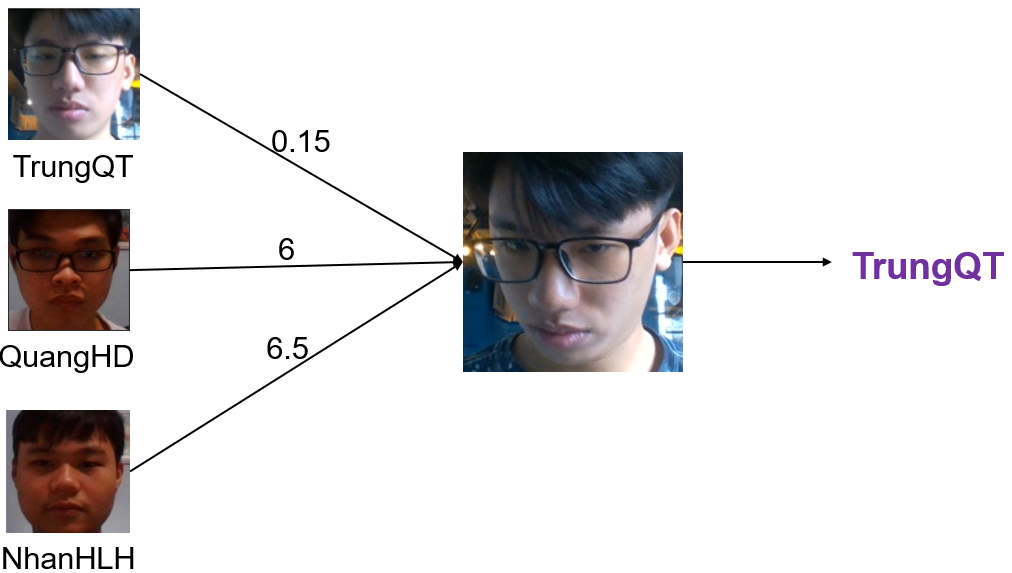 TrungQT
0.15
QuangHD
6
NhanHLH
6.5
TrungQT